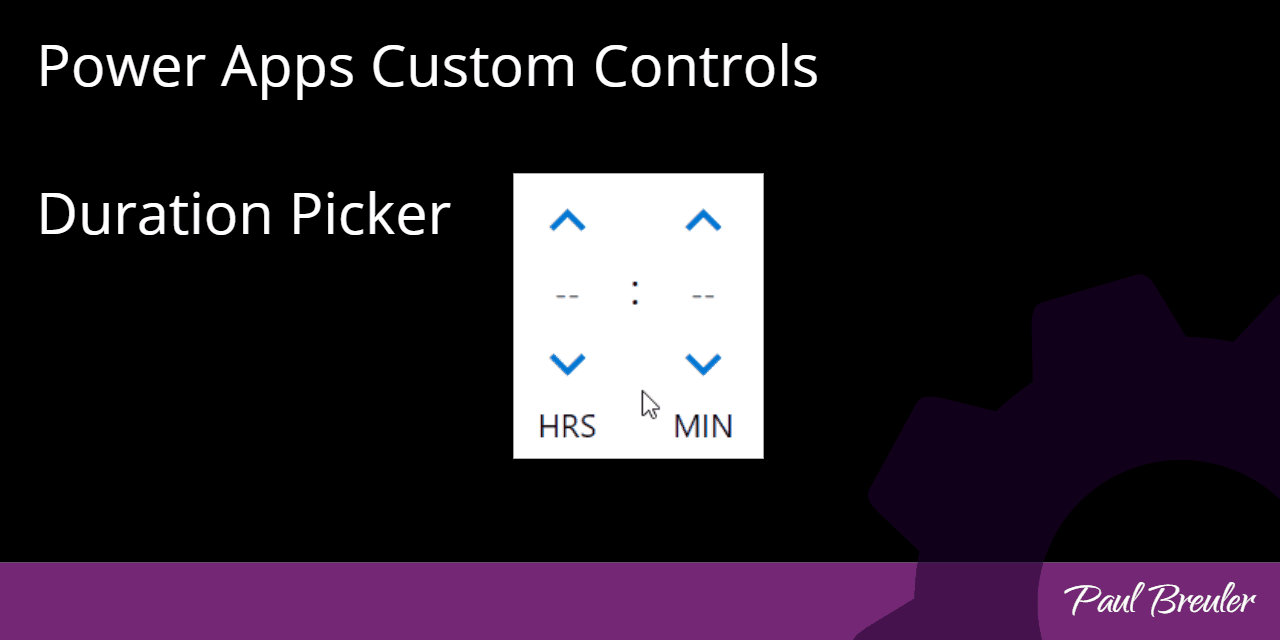 Power Apps Custom Controls
Duration Picker
-- : --
HRS MIN
Paul Breuler